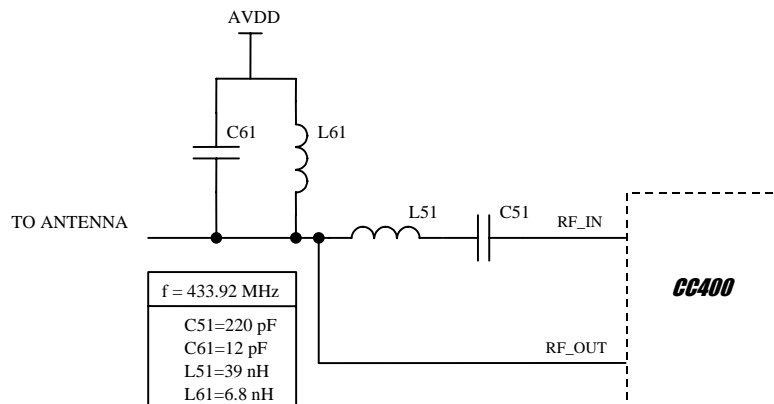 AVDD
C61
L61
TO ANTENNA
L51
C51
RF_IN
f = 433.92 MHz
C51=220 pF
C61=12 pF
L51=39 nH
L61=6.8 nH
CC400
RF_OUT